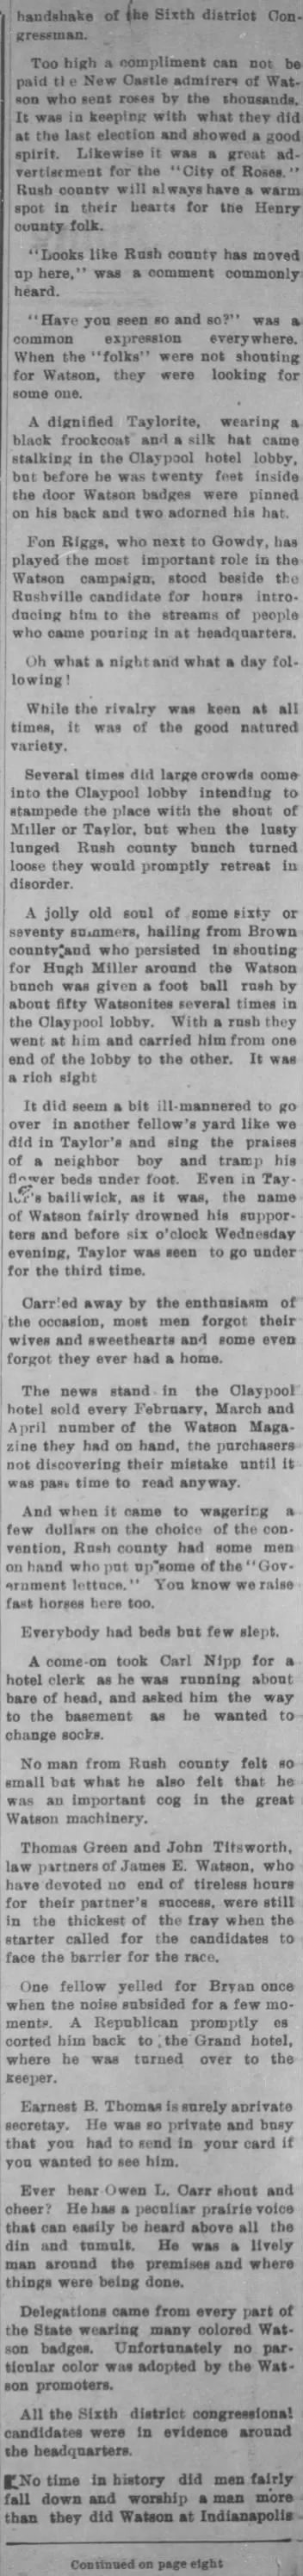 handshake of the Sixth district Con-
gressman.
Too high a compliment can not be
paid tle New Castle admirers of Wat-
son who sent roses by the thousands.
It was in keeping with what they did
at the last election and showed a good
spirit. Likewise it was a great ad-
vertisrment for the "City of Roses."
Rush county will always have a warm
spot in their hearts for tne Henry
county folk.
"Looks like Rush county has moved
up here," was a comment commonly
heard.
"Have you seen so and so?" was a
common expression everywhere.
When the "folks" were not shouting
for Watson, they were looking for
some one.
A dignified Taylorite, wearing a
black frockcoat and a silk hat came
stalking in the Claypool hotel lobby,
but before he was twenty feet inside
the door Watson badges were pinned
on his back and two adorned his hat.
Fon Riggs, who next to Gowdy, has
played the most important role in the
Watson campaign, stood beside the
Rushville candidate for hours intro-
ducing him to the streams of people
who came pouring in at headquarters.
Oh what a night and what a day fol-
lowing!
While the rivalry was keen at all
times, it was of the good natured
variety.
Several times did large crowds come
into the Claypool lobby intending to
stampede the place with the shout of
Miller or Taylor, but when the lusty
lunged Rush county bunch turned
loose they would promptly retreat in
disorder.
A jolly old soul of some sixty or
seventy summers, hailing from Brown
county and who persisted in shouting
for Hugh Miller around the Watson
bunch was given a foot ball rush by
about fifty Watsonites several times in
the Claypool lobby. With a rush they
went at him and carried him from one
end of the lobby to the other. It was
a rich sight
It did seem a bit ill-mannered to go
over in another fellow's yard like we
did in Taylor's and sing the praises
of a neighbor boy and tramp his
flower beds under foot. Even in Tay-
lor's bailiwick, as it was, the name
of Watson fairly drowned his suppor-
ters and before six o'clock Wednesday
evening, Taylor was seen to go under
for the third time.
Carried away by the enthusiasm of
the occasion, most men forgot their
wives and sweethearts and some even
forgot they ever had a home.
The news stand in the Claypool
hotel sold every February, March and
April number of the Watson Maga-
zine they had on hand, tne purchasers
not discovering their mistake until it
was past time to read anyway.
And when it came to wagering a
few dollars on the choice of the con-
vention, Rush county had some men
on hand who put up some of the "Gov-
ernment lettuce." You know we raise
fast horses here too.
Everybody had beds but few slept.
A come-on took Carl Nipp for a
hotel clerk as he was running about
bare of head, and asked him the way
to the basement as he wanted to
change socks.
No man from Rush county felt so
small but what he also felt that he
was an important cog in the great
Watson machinery.
Thomas Green and John Titsworth,
law partners of James E. Watson, who
have devoted no end of tireless hours
for their partner's success, were still
in the thickest of the fray when the
starter called for the candidates to
face the barrier for the race.
One fellow yelled for Bryan once
when tne noise subsided for a few mo-
ments. A Republican promptly es
corted him back to the Grand hotel,
where he was turned over to the
keeper.
Earnest B. Thomas is surely aprivate
secretay. He was so private and busy
that you had to send in your card if
you wanted to see him.
Ever hear Owen L. Carr shout and
cheer? He has a peculiar prairie voice
that can easily be heard above all the
din and tumult. He was a lively
man around the premises and where
things were being done.
Delegations came from every part of
the State wearing many colored Wat-
son badges. Unfortunately no par-
ticular color was adopted by the Wat-
son promoters.
All the Sixth district congressional
candidates were in evidence around
the headquarters.
No time in history did men fairly
fall down and worship a man more
than they did Watson at Indianapolis
Continued on page eight